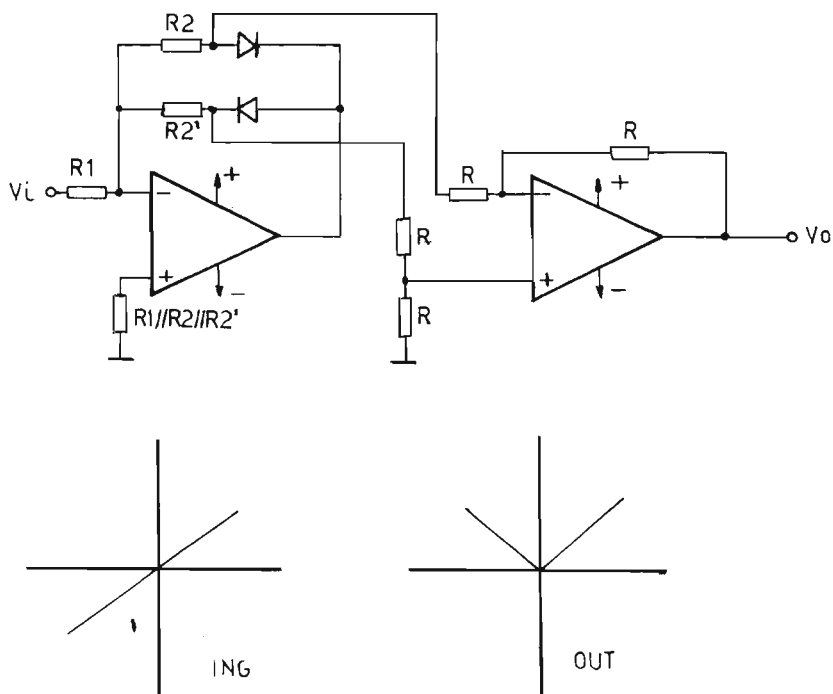 R2
R2'
R1
Vi
-
+
+
-
R1//R2//R2'
R
R
R
R
-
+
+
-
Vo
ING
OUT